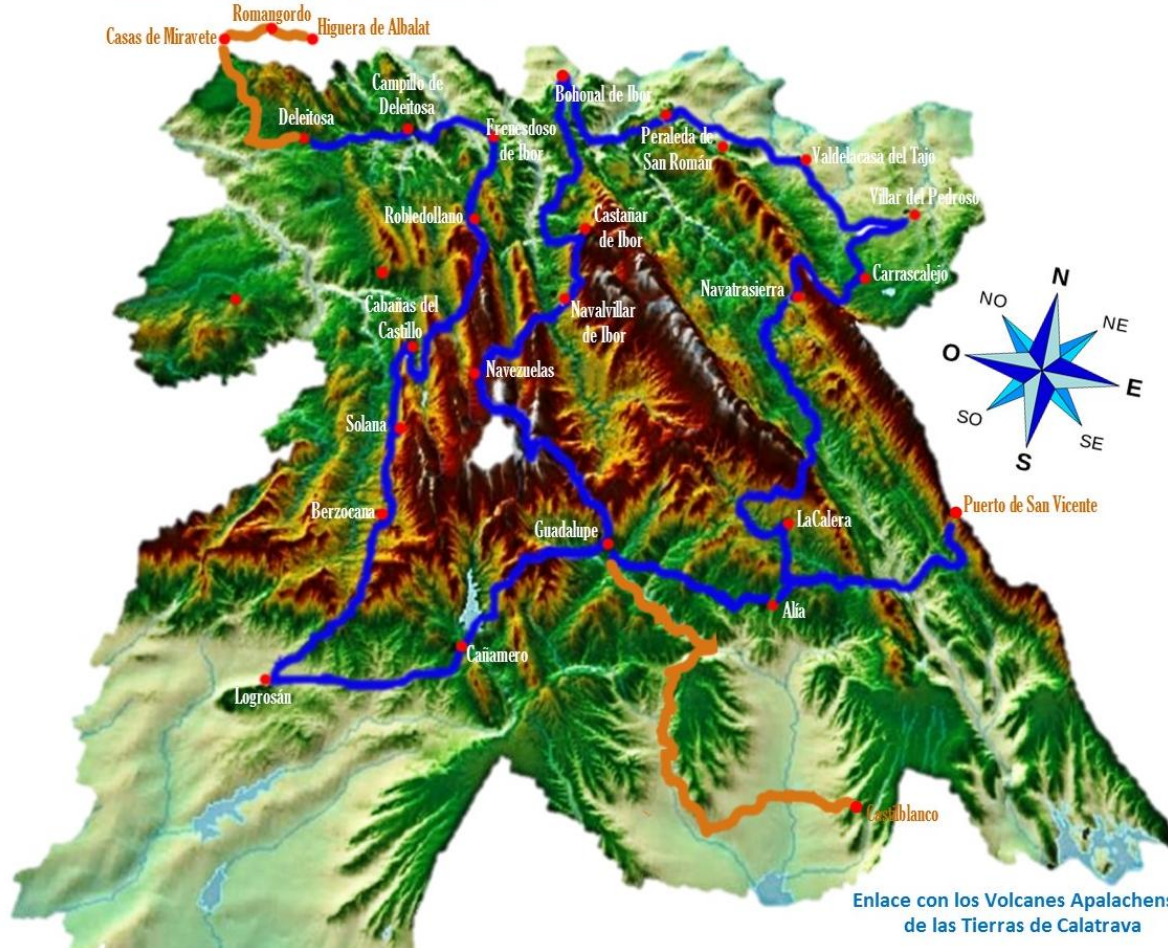 Romangordo
Casas de Miravete
Higuera de Albalat
Campillo de
Deleitosa
Deleitosa
Frenesdoso
de Ibor
Bohonal de Ibor
Peraleda de
San Román
Valdelacasa del Tajo
Villar del Pedroso
Robledollano
Castañar
de Ibor
Carrascalejo
Navatrasierra
Cabañas del
Castillo
Navalvillar
de Ibor
Navezuelas
Solana
N
NO
NE
O
E
SO
SE
S
Berzocana
Guadalupe
LaCalera
Puerto de San Vicente
Alía
Cañamero
Logrosán
Castilblanco
Enlace con los Volcanes Apalachens
de las Tierras de Calatrava